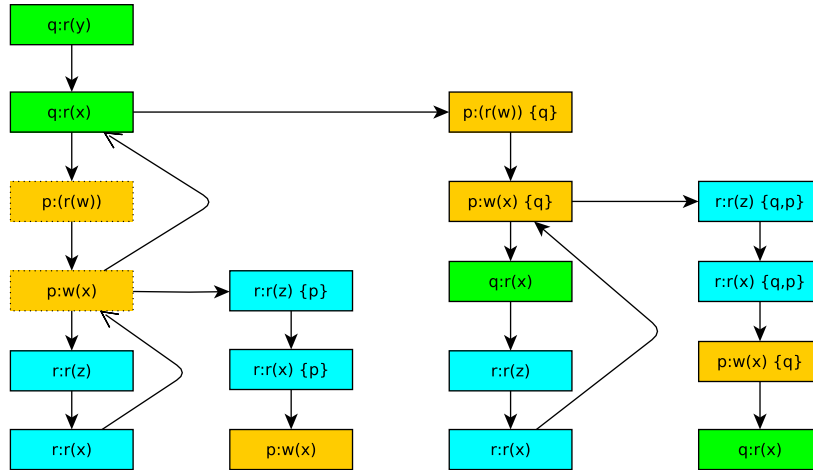 q:r(y)
q:r(x)
p:(r(w)) {q}
p:(r(w))
p:w(x) {q}
r:r(z) {q,p}
p:w(x)
r:r(z) {p}
q:r(x)
r:r(x) {q,p}
r:r(z)
r:r(x) {p}
r:r(z)
p:w(x) {q}
r:r(x)
p:w(x)
r:r(x)
q:r(x)